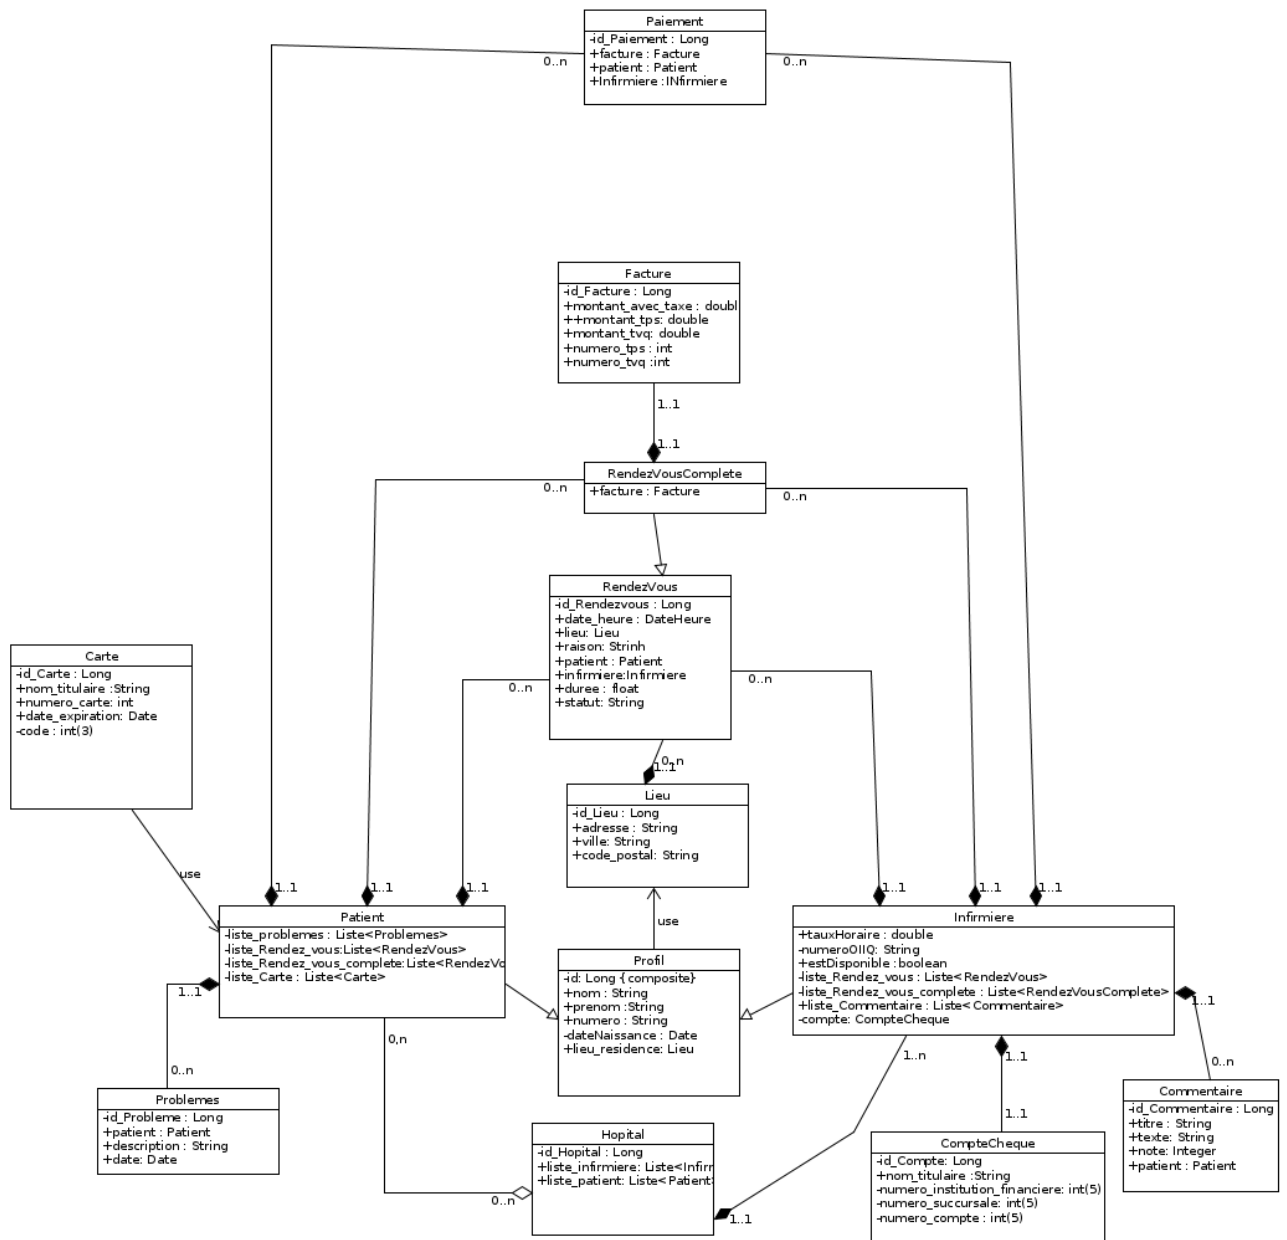 Paiement
-id_Paiement : Long
+facture : Facture
+patient : Patient
+Infirmiere :INfirmiere
0..n
0..n
Facture
-id_Facture : Long
+montant_avec_taxe : doubl
++montant_tps: double
+montant_tvq: double
+numero_tps : int
+numero_tvq :int
1..1
1..1
RendezVousComplete
+facture : Facture
0..n
0..n
RendezVous
-id_Rendezvous : Long
+date_heure : DateHeure
+lieu: Lieu
+raison: Strinh
+patient : Patient
+infirmiere:Infirmiere
+duree : float
+statut: String
0..n
0..n
0..n
1..1
Carte
-id_Carte : Long
+nom_titulaire :String
+numero_carte: int
+date_expiration: Date
-code : int(3)
use
Lieu
-id_Lieu : Long
+adresse : String
+ville: String
+code_postal: String
use
1..1
1..1
1..1
1..1
1..1
1..1
Patient
-liste_problemes : Liste<Problemes>
-liste_Rendez_vous:Liste<RendezVous>
-liste_Rendez_vous_complete:Liste<RendezVo
-liste_Carte : Liste<Carte>
Infirmiere
+tauxHoraire : double
-numeroOIIQ: String
+estDisponible : boolean
-liste_Rendez_vous : Liste<RendezVous>
-liste_Rendez_vous_complete : Liste<RendezVousComplete>
+liste_Commentaire : Liste<Commentaire>
-compte: CompteCheque
Profil
-id: Long {composite}
+nom : String
+prenom :String
+numero : String
-dateNaissance : Date
+lieu_residence: Lieu
1..1
0..n
0,n
0..n
1..n
1..1
1..1
1..1
1..1
0..n
Problemes
-id_Probleme : Long
+patient : Patient
+description : String
+date: Date
Hopital
-id_Hopital : Long
+liste_infirmiere: Liste<Infirr
+liste_patient: Liste<Patient
CompteCheque
-id_Compte: Long
+nom_titulaire :String
-numero_institution_financiere: int(5)
-numero_succursale: int(5)
-numero_compte : int(5)
Commentaire
-id_Commentaire : Long
+titre : String
+texte: String
+note: Integer
+patient : Patient